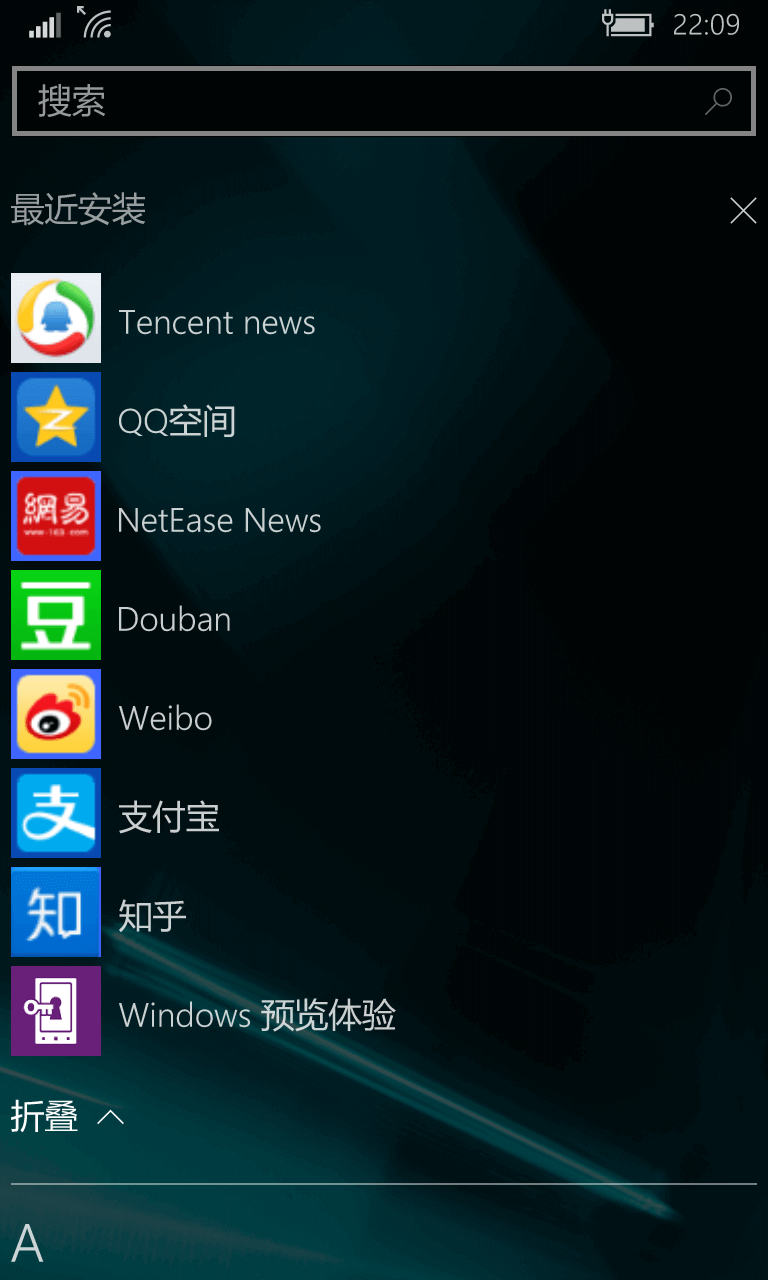 22:09
搜索
最近安装
Tencent news
QQ空间
網易
www.163.com
NetEase News
豆
Douban
Weibo
支
支付宝
知
知乎
Windows 预览体验
折叠
A